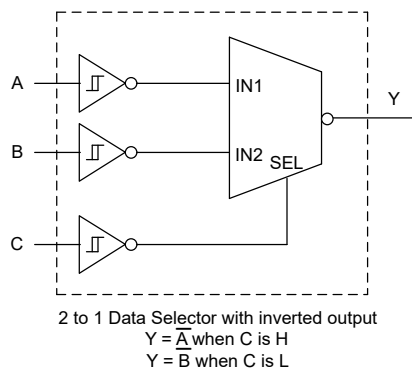 A
IN1
Y
B
IN2
SEL
C
2 to 1 Data Selector with inverted output
Y = A̅ when C is H
Y = B̅ when C is L